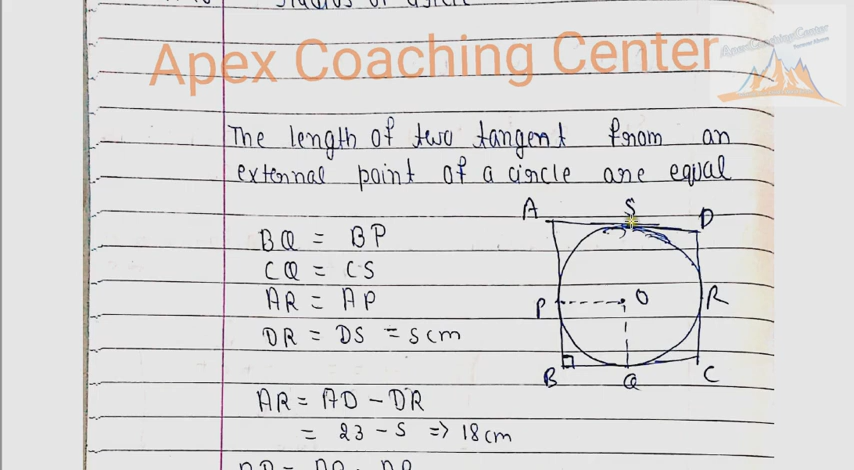 Apex Coaching Center
ApexCoachingCenter
The length of two tangent from an
external point of a circle are equal
BQ = BP
CQ = CS
AR = AP
DR = DS = 5cm
AR = AD - DR
= 23 - 5 => 18cm
A S D
P O R
B Q C